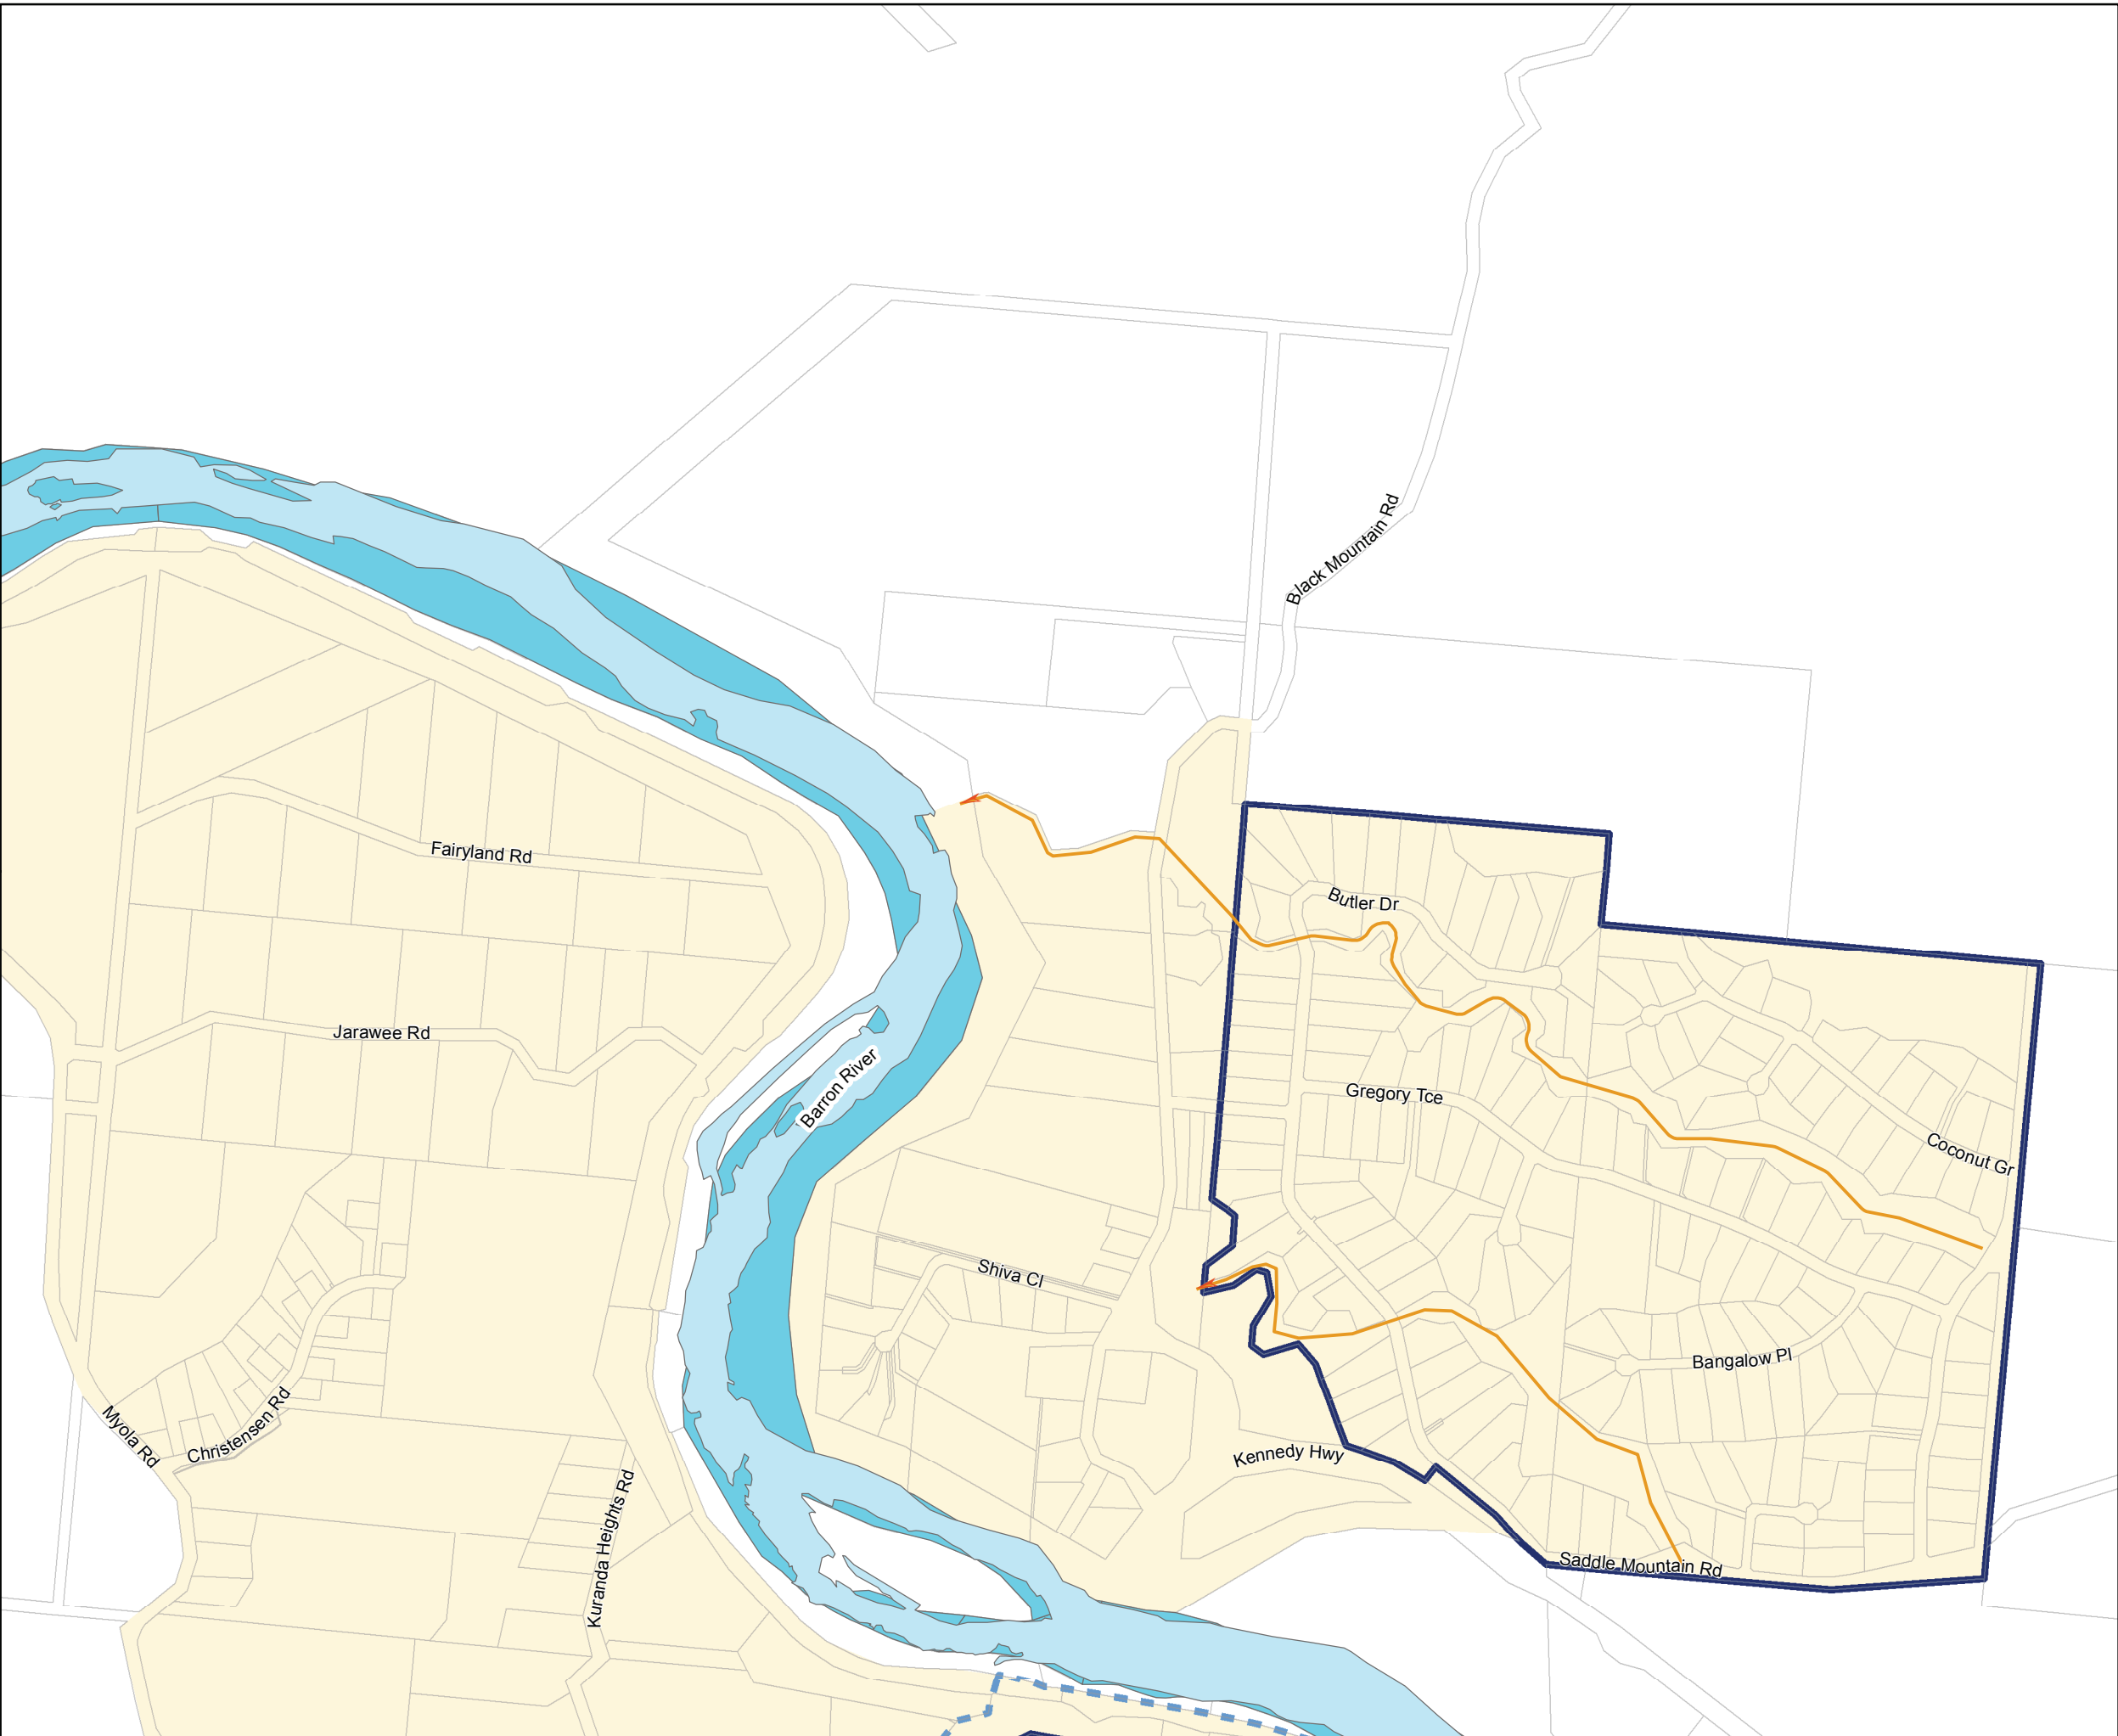 Black Mountain Rd
Fairyland Rd
Butler Dr
Jarawee Rd
Barron River
Gregory Tce
Coconut Gr
Shiva Cl
Bangalow Pl
Myola Rd
Christensen Rd
Kennedy Hwy
Kuranda Heights Rd
Saddle Mountain Rd